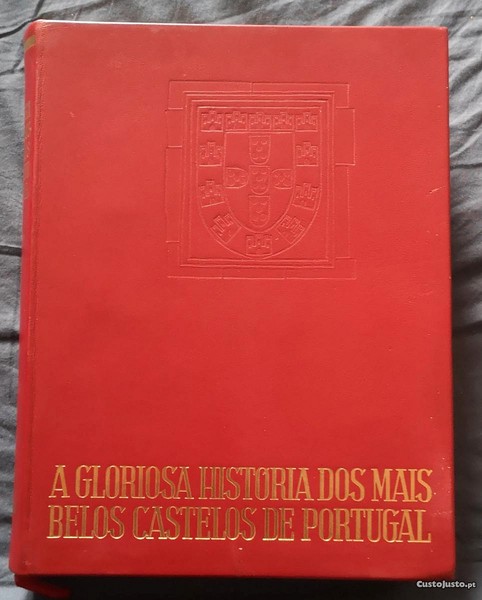 A GLORIOSA HISTORIA DOS MAIS
BELOS CASTELOS DE PORTUGAL
CustoJusto.pt